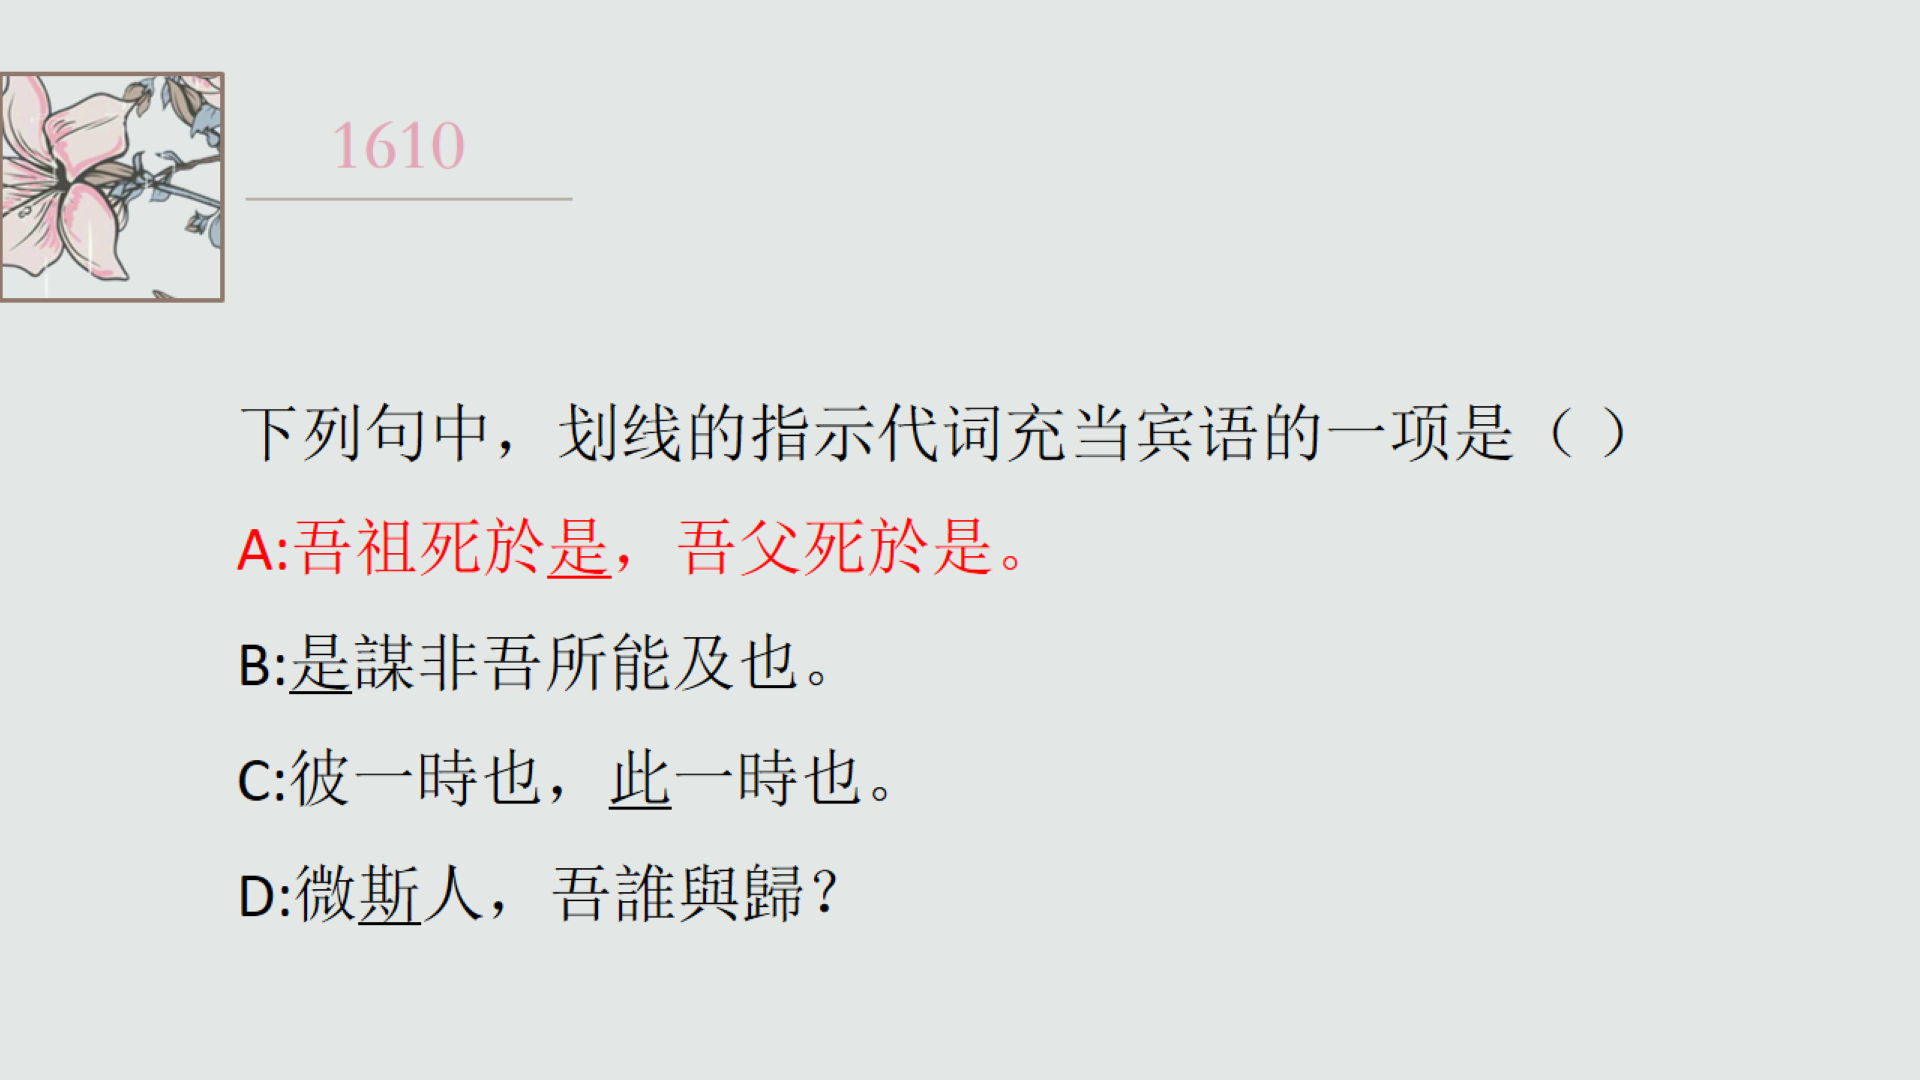 1610
下列句中，划线的指示代词充当宾语的一项是（ ）
A:吾祖死於是，吾父死於是。
B:是謀非吾所能及也。
C:彼一時也，此一時也。
D:微斯人，吾誰與歸？